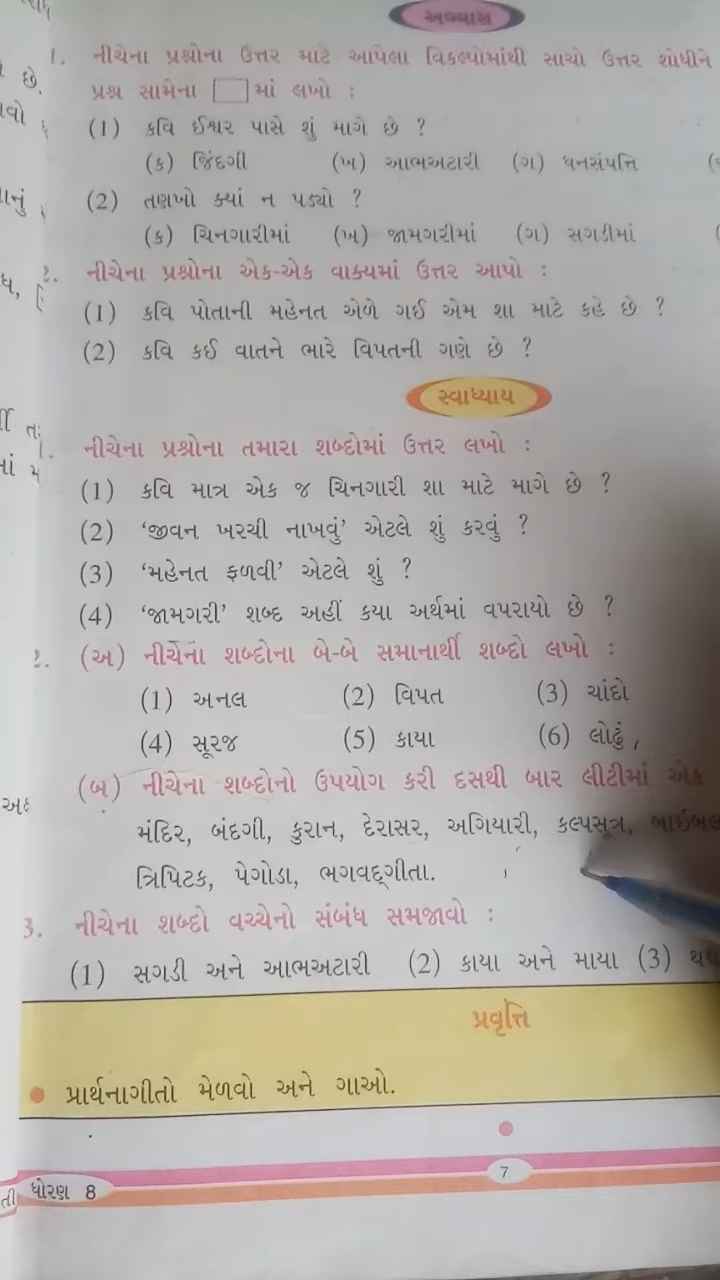 અભ્યાસ
1. નીચેના પ્રશ્નોના ઉત્તર માટે આપેલા વિકલ્પોમાંથી સાચો ઉત્તર શોધીને
પ્રશ્ન સામેના માં લખો :
(1) કવિ ઈશ્વર પાસે શું માગે છે ?
(ક) જિંદગી (ખ) આભઅટારી (ગ) ધનસંપત્તિ
(2) તણખો ક્યાં ન પડ્યો ?
(ક) ચિનગારીમાં (ખ) જામગરીમાં (ગ) સગડીમાં
2. નીચેના પ્રશ્નોના એક-એક વાક્યમાં ઉત્તર આપો :
(1) કવિ પોતાની મહેનત એળે ગઈ એમ શા માટે કહે છે ?
(2) કવિ કઈ વાતને ભારે વિપતની ગણે છે ?
સ્વાધ્યાય
1. નીચેના પ્રશ્નોના તમારા શબ્દોમાં ઉત્તર લખો :
(1) કવિ માત્ર એક જ ચિનગારી શા માટે માગે છે ?
(2) ‘જીવન ખરચી નાખવું’ એટલે શું કરવું ?
(3) ‘મહેનત ફળવી’ એટલે શું ?
(4) ‘જામગરી’ શબ્દ અહીં કયા અર્થમાં વપરાયો છે ?
2. (અ) નીચેના શબ્દોના બે-બે સમાનાર્થી શબ્દો લખો :
(1) અનલ (2) વિપત (3) ચાંદો
(4) સૂરજ (5) કાયા (6) લોઢું
(બ) નીચેના શબ્દોનો ઉપયોગ કરી દસથી બાર લીટીમાં એક
મંદિર, બંદગી, કુરાન, દેરાસર, અગિયારી, કલ્પસૂત્ર, બાઈબલ
ત્રિપિટક, પેગોડા, ભગવદ્‌ગીતા.
3. નીચેના શબ્દો વચ્ચેનો સંબંધ સમજાવો :
(1) સગડી અને આભઅટારી (2) કાયા અને માયા (3)
પ્રવૃત્તિ
• પ્રાર્થનાગીતો મેળવો અને ગાઓ.
ધોરણ 8
7